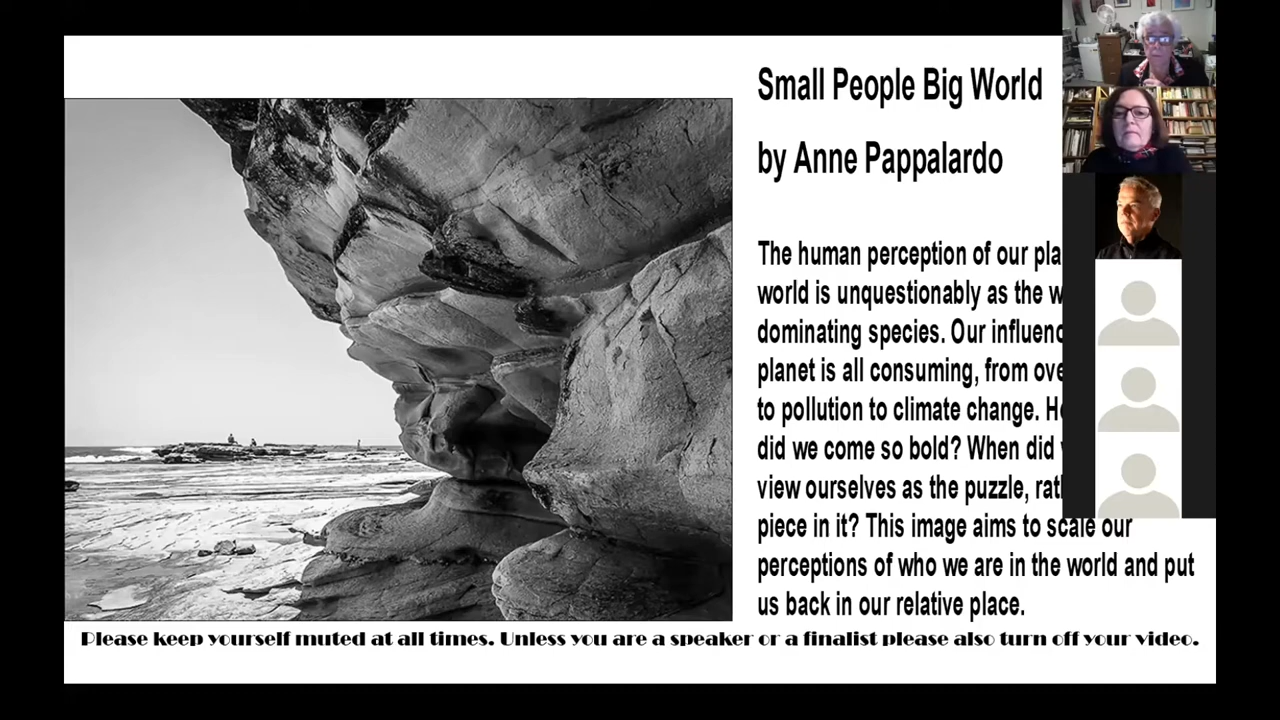 Small People Big World
by Anne Pappalardo
The human perception of our pla
world is unquestionably as the w
dominating species. Our influenc
planet is all consuming, from ove
to pollution to climate change. H
did we come so bold? When did
view ourselves as the puzzle, rat
piece in it? This image aims to scale our
perceptions of who we are in the world and put
us back in our relative place.
Please keep yourself muted at all times. Unless you are a speaker or a finalist please also turn off your video.